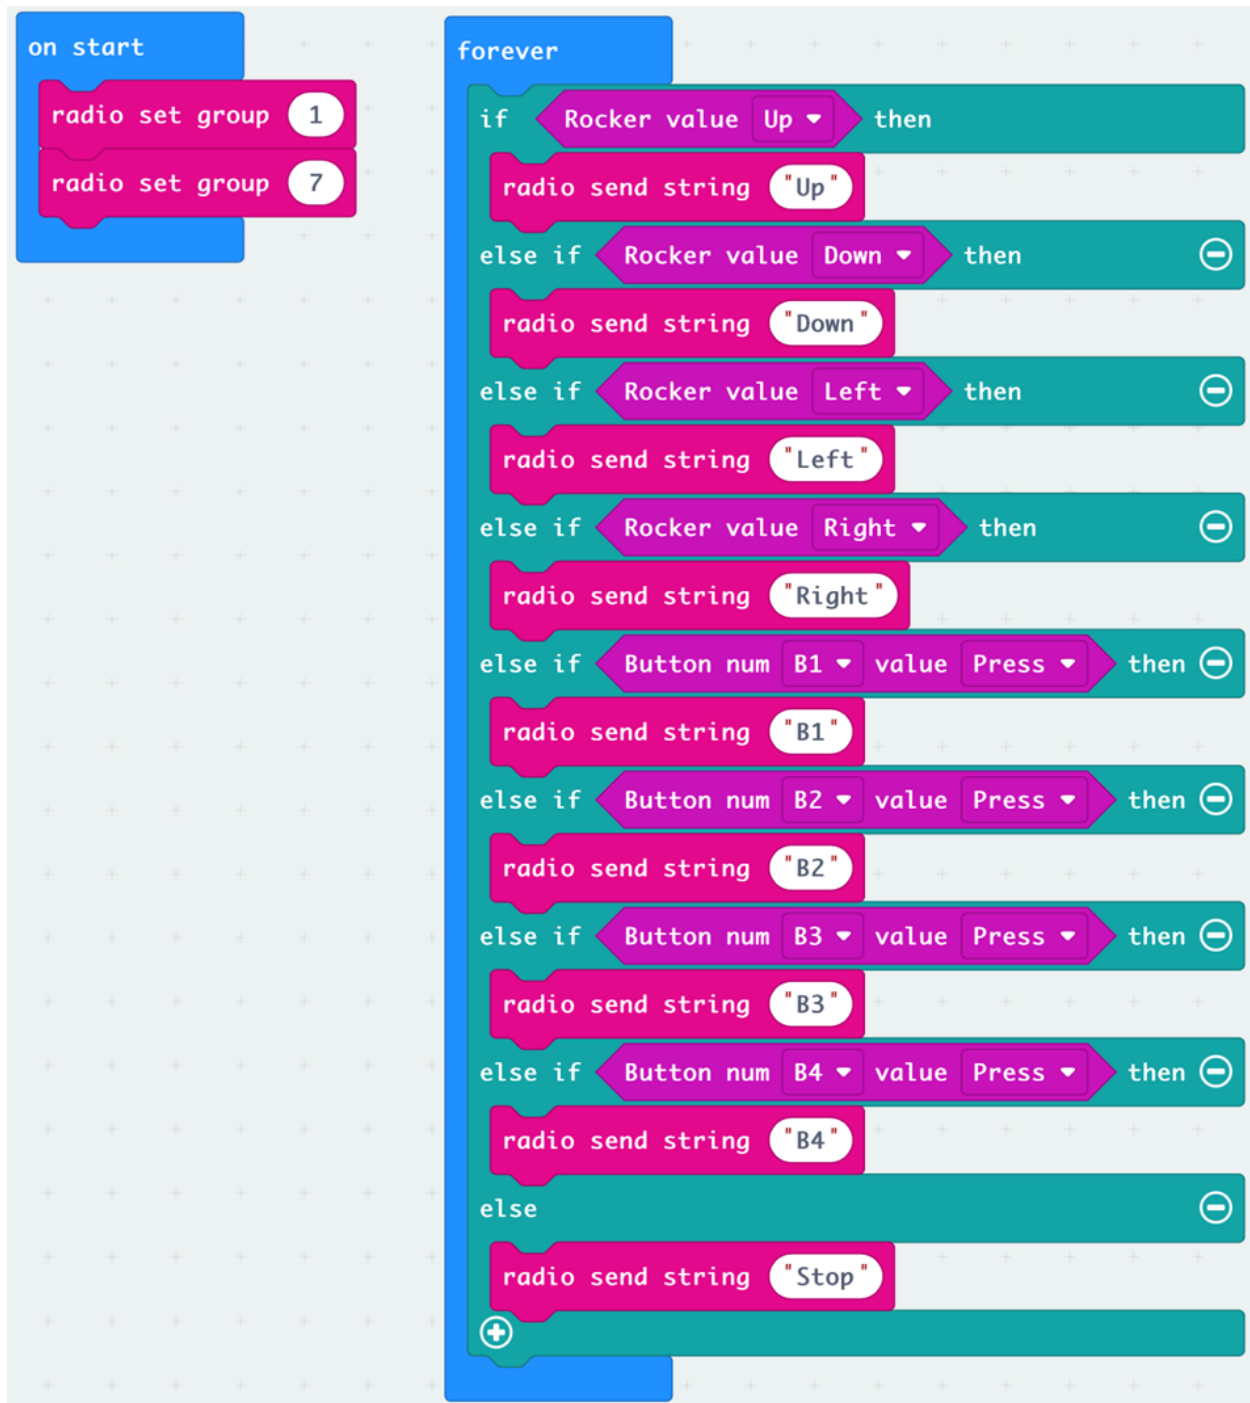 on start
radio set group 1
radio set group 7
forever
if Rocker value Up then
radio send string "Up"
else if Rocker value Down then
radio send string "Down"
else if Rocker value Left then
radio send string "Left"
else if Rocker value Right then
radio send string "Right"
else if Button num B1 value Press then
radio send string "B1"
else if Button num B2 value Press then
radio send string "B2"
else if Button num B3 value Press then
radio send string "B3"
else if Button num B4 value Press then
radio send string "B4"
else
radio send string "Stop"